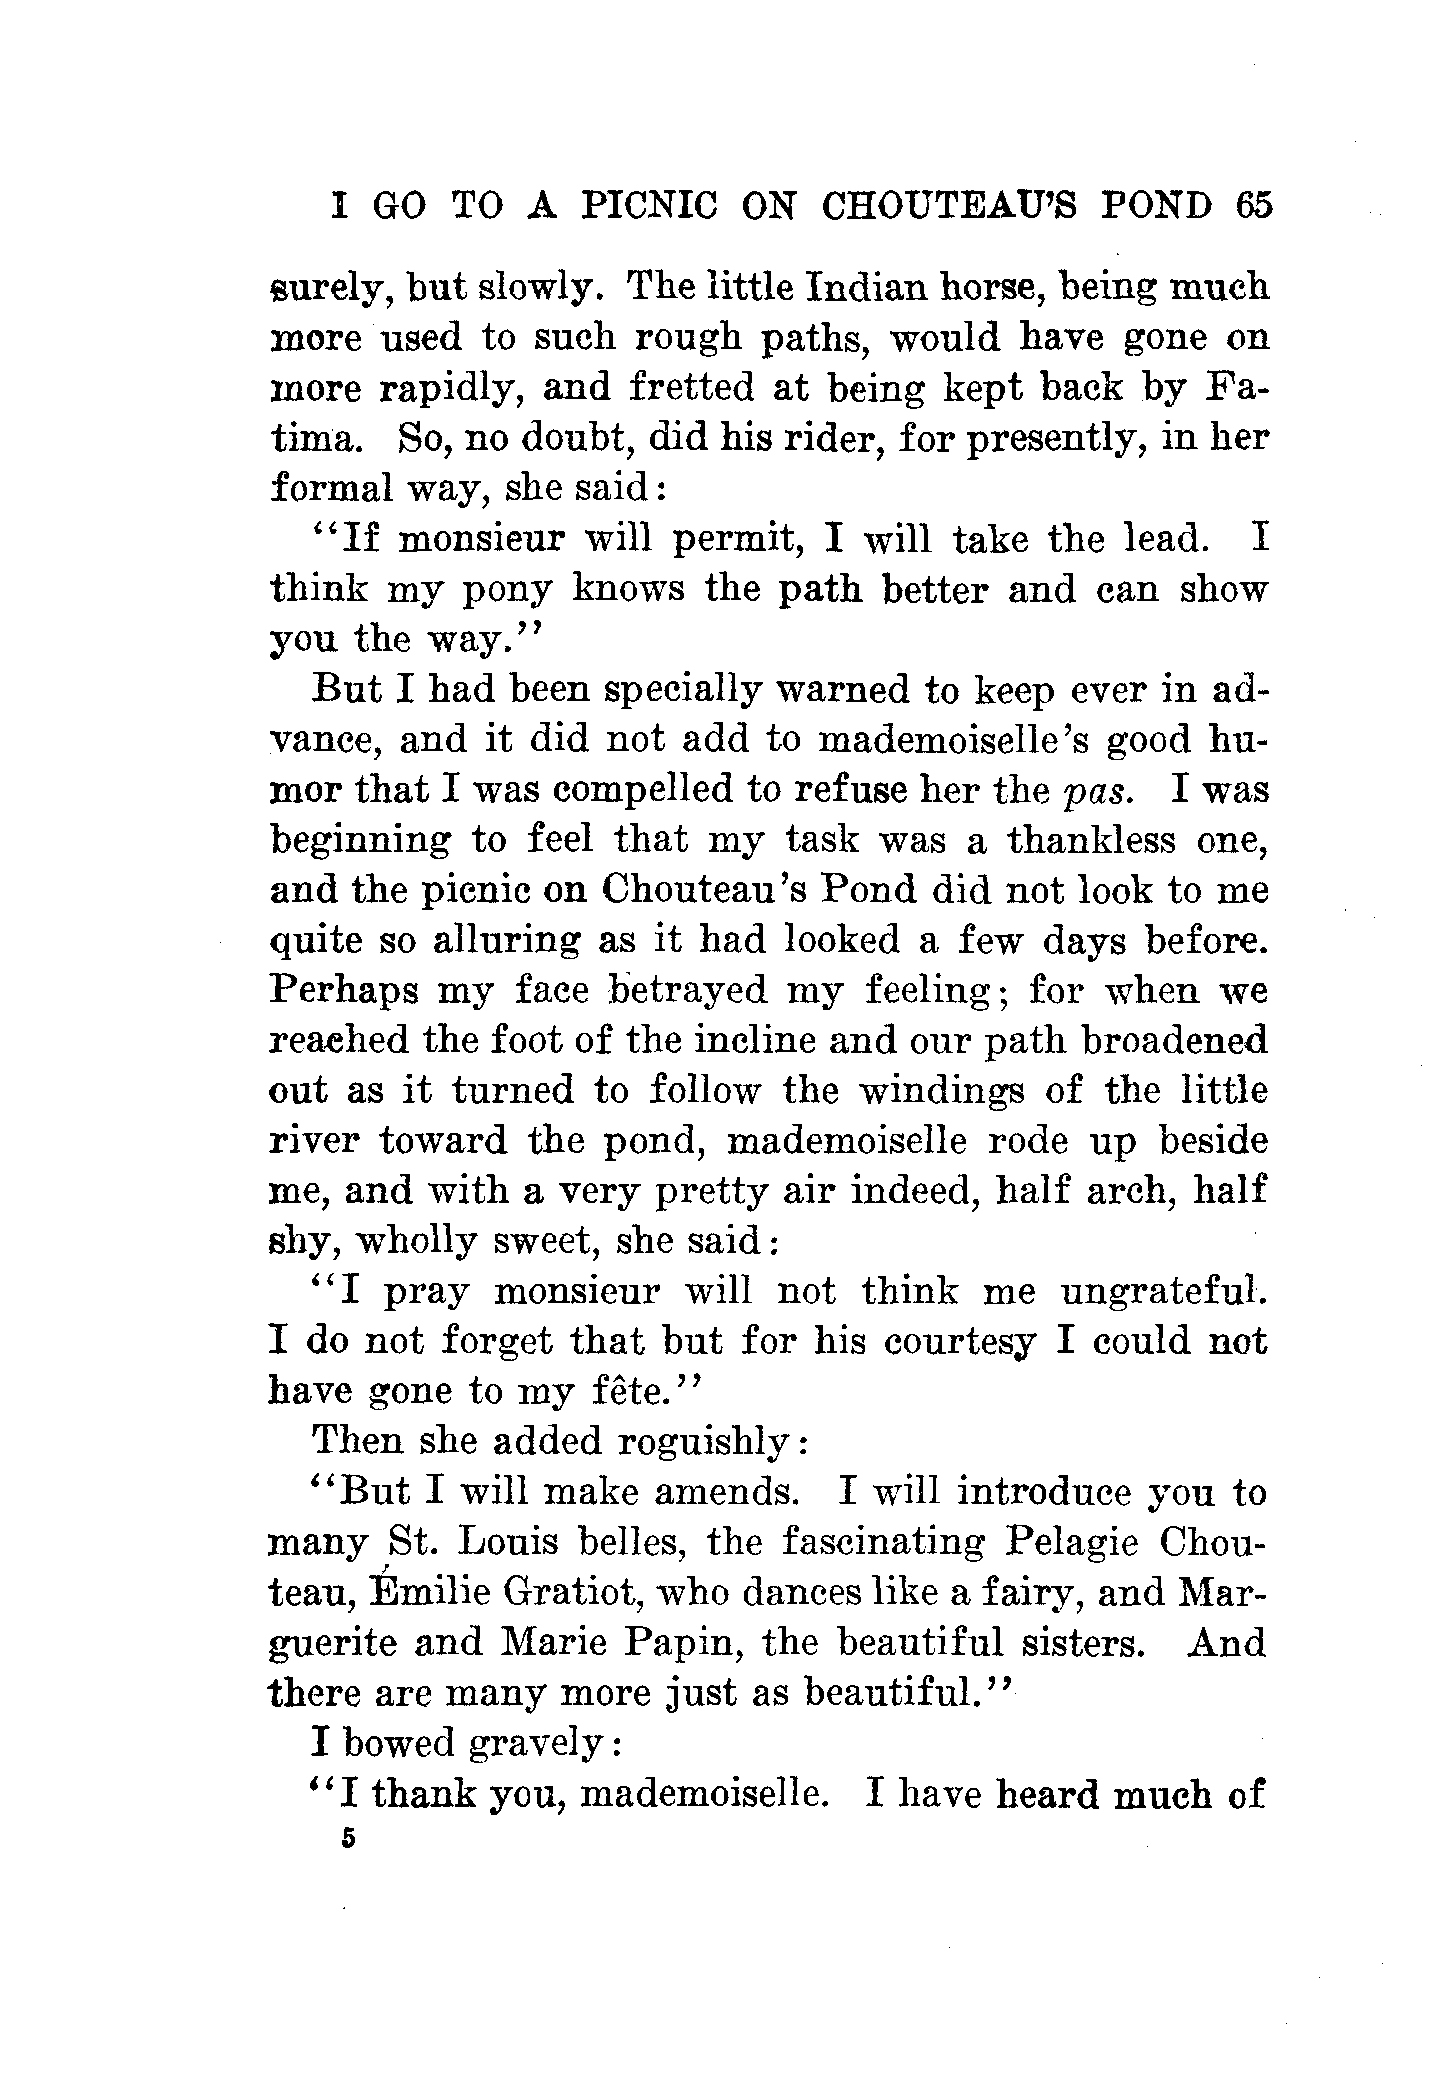 I GO TO A PICNIC ON CHOUTEAU'S POND 65
surely, but slowly. The little Indian horse, being much
more used to such rough paths, would have gone on
more rapidly, and fretted at being kept back by Fa-
tima. So, no doubt, did his rider, for presently, in her
formal way, she said:
"If monsieur will permit, I will take the lead. I
think my pony knows the path better and can show
you the way."
But I had been specially warned to keep ever in ad-
vance, and it did not add to mademoiselle's good hu-
mor that I was compelled to refuse her the pas. I was
beginning to feel that my task was a thankless one,
and the picnic on Chouteau's Pond did not look to me
quite so alluring as it had looked a few days before.
Perhaps my face betrayed my feeling; for when we
reached the foot of the incline and our path broadened
out as it turned to follow the windings of the little
river toward the pond, mademoiselle rode up beside
me, and with a very pretty air indeed, half arch, half
shy, wholly sweet, she said:
"I pray monsieur will not think me ungrateful.
I do not forget that but for his courtesy I could not
have gone to my fête."
Then she added roguishly:
"But I will make amends. I will introduce you to
many St. Louis belles, the fascinating Pelagie Chou-
teau, Émilie Gratiot, who dances like a fairy, and Mar-
guerite and Marie Papin, the beautiful sisters. And
there are many more just as beautiful."
I bowed gravely:
"I thank you, mademoiselle. I have heard much of
5